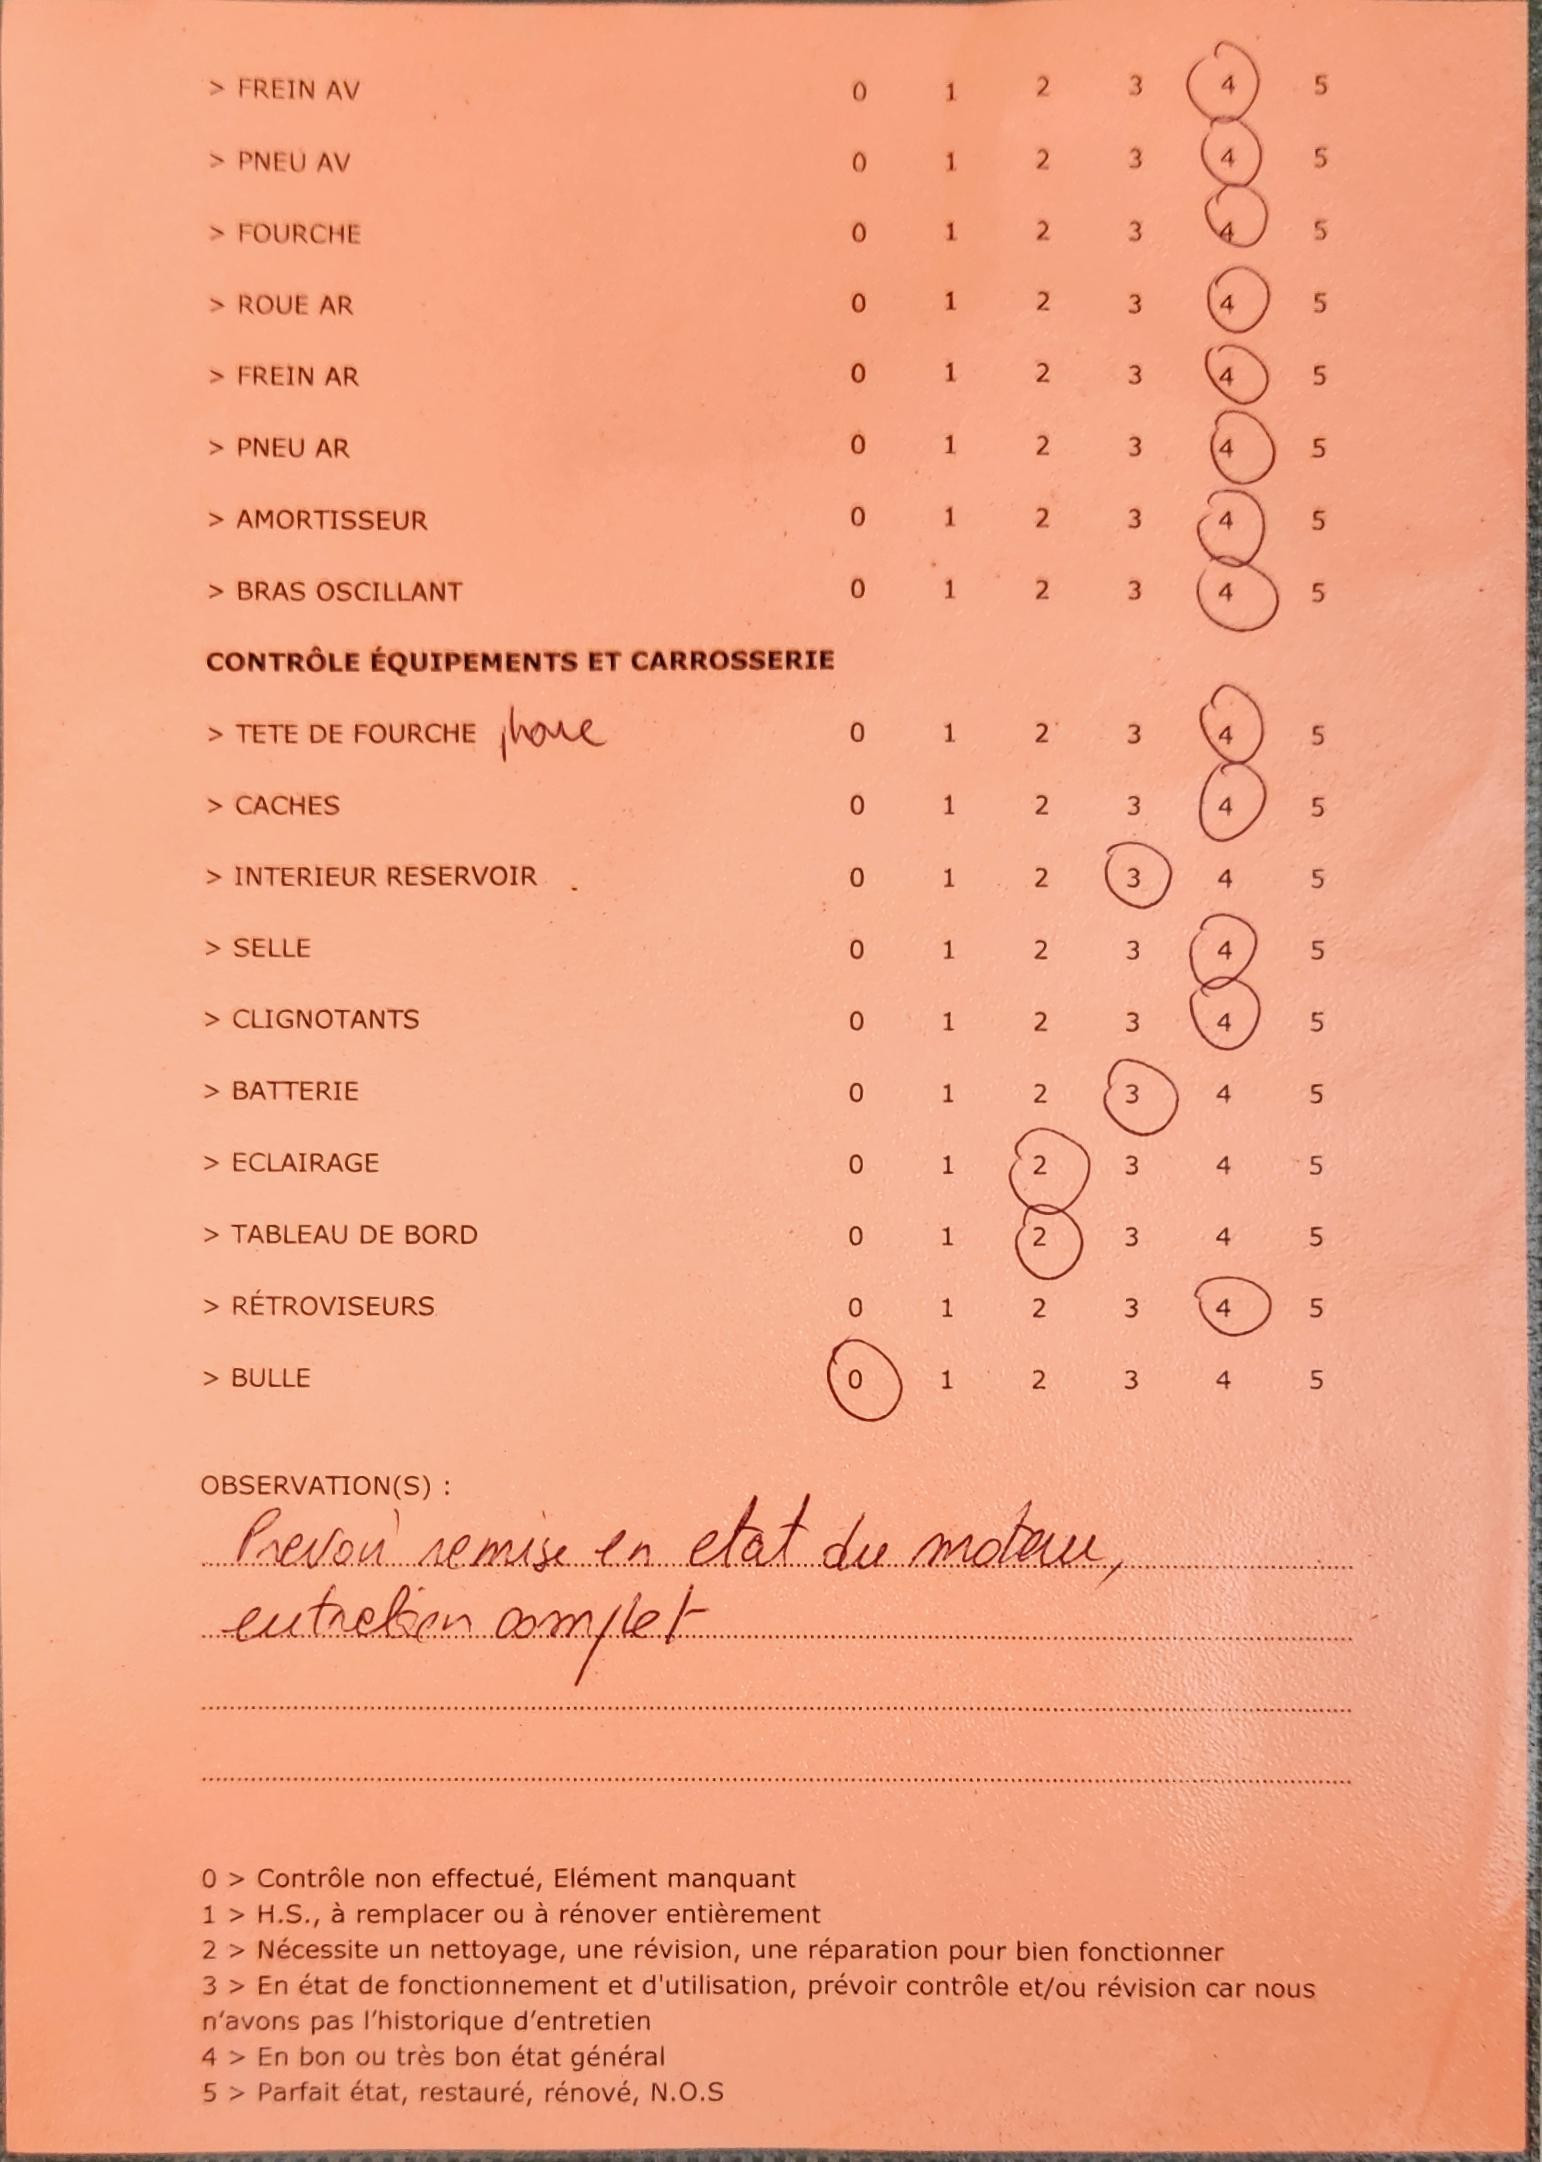 > FREIN AV 0 1 2 3 4 5
> PNEU AV 0 1 2 3 4 5
> FOURCHE 0 1 2 3 4 5
> ROUE AR 0 1 2 3 4 5
> FREIN AR 0 1 2 3 4 5
> PNEU AR 0 1 2 3 4 5
> AMORTISSEUR 0 1 2 3 4 5
> BRAS OSCILLANT 0 1 2 3 4 5
CONTRÔLE ÉQUIPEMENTS ET CARROSSERIE
> TETE DE FOURCHE phare 0 1 2 3 4 5
> CACHES 0 1 2 3 4 5
> INTERIEUR RESERVOIR 0 1 2 3 4 5
> SELLE 0 1 2 3 4 5
> CLIGNOTANTS 0 1 2 3 4 5
> BATTERIE 0 1 2 3 4 5
> ECLAIRAGE 0 1 2 3 4 5
> TABLEAU DE BORD 0 1 2 3 4 5
> RÉTROVISEURS 0 1 2 3 4 5
> BULLE 0 1 2 3 4 5
OBSERVATION(S) :
Prevoir remise en etat du moteur,
entretien complet
0 > Contrôle non effectué, Elément manquant
1 > H.S., à remplacer ou à rénover entièrement
2 > Nécessite un nettoyage, une révision, une réparation pour bien fonctionner
3 > En état de fonctionnement et d'utilisation, prévoir contrôle et/ou révision car nous
n'avons pas l'historique d'entretien
4 > En bon ou très bon état général
5 > Parfait état, restauré, rénové, N.O.S